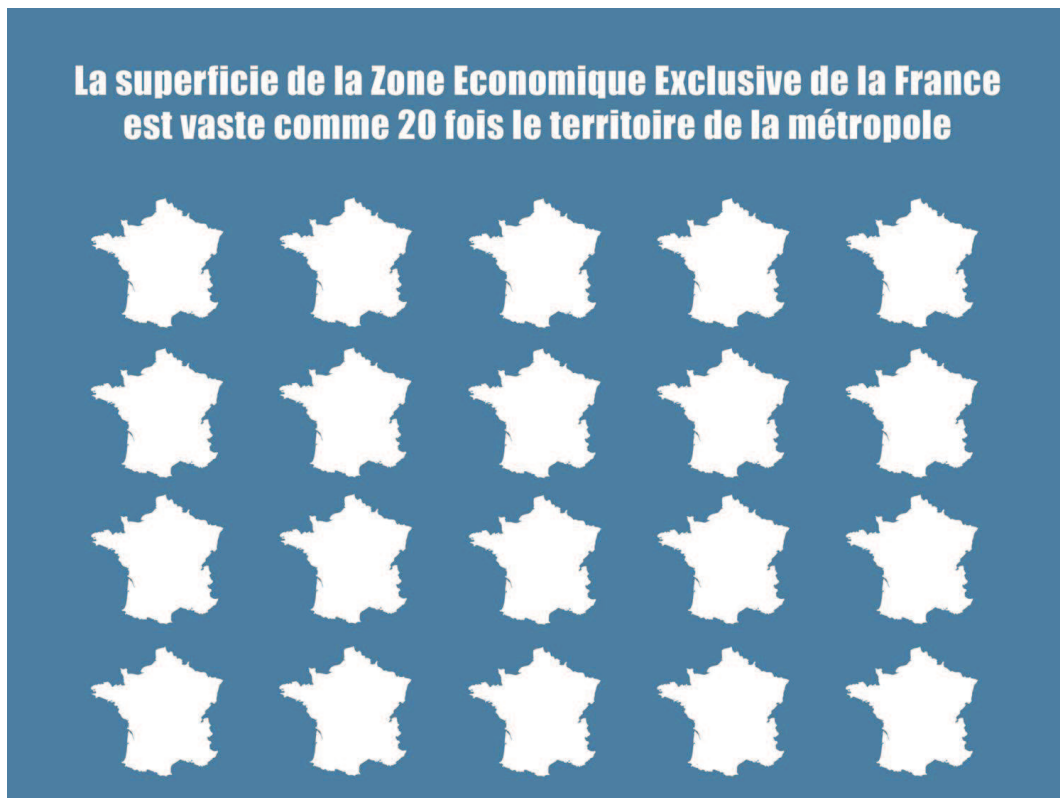 La superficie de la Zone Economique Exclusive de la France
est vaste comme 20 fois le territoire de la métropole